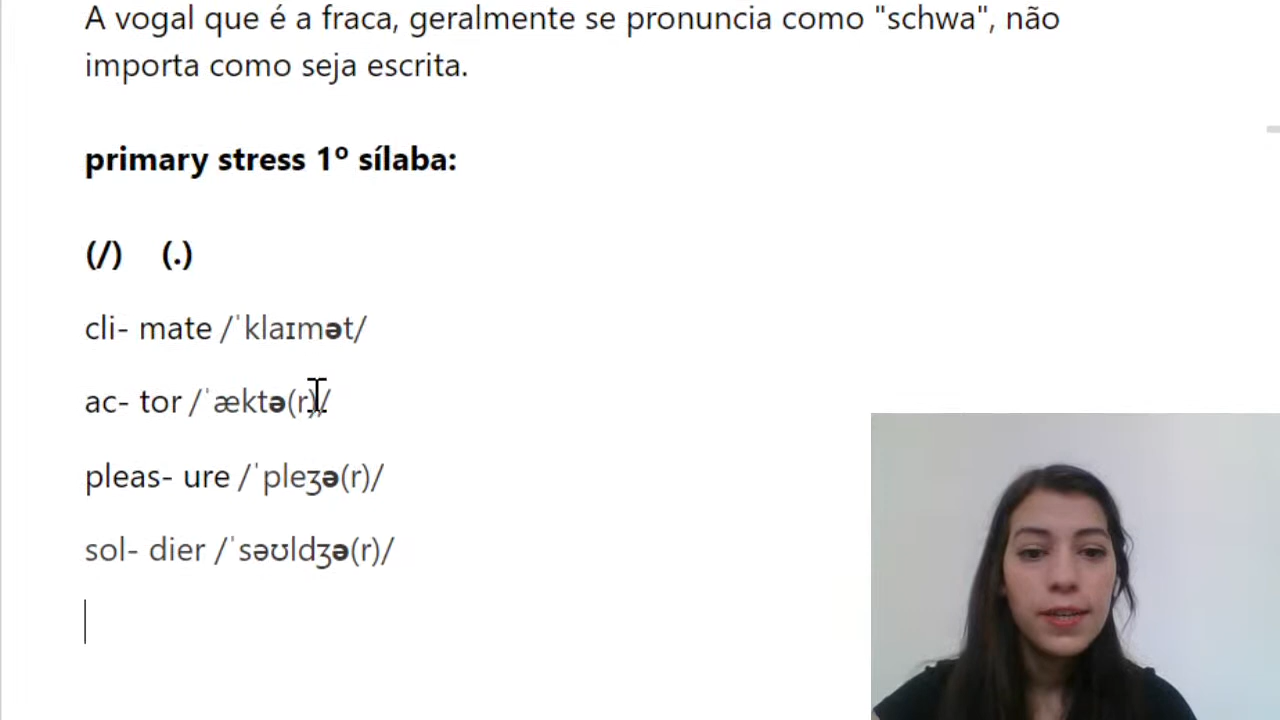 A vogal que é a fraca, geralmente se pronuncia como "schwa", não
importa como seja escrita.
primary stress 1º sílaba:
(/) (.)
cli- mate /ˈklaɪmət/
ac- tor /ˈæktə(r)/
pleas- ure /ˈpleʒə(r)/
sol- dier /ˈsəʊldʒə(r)/